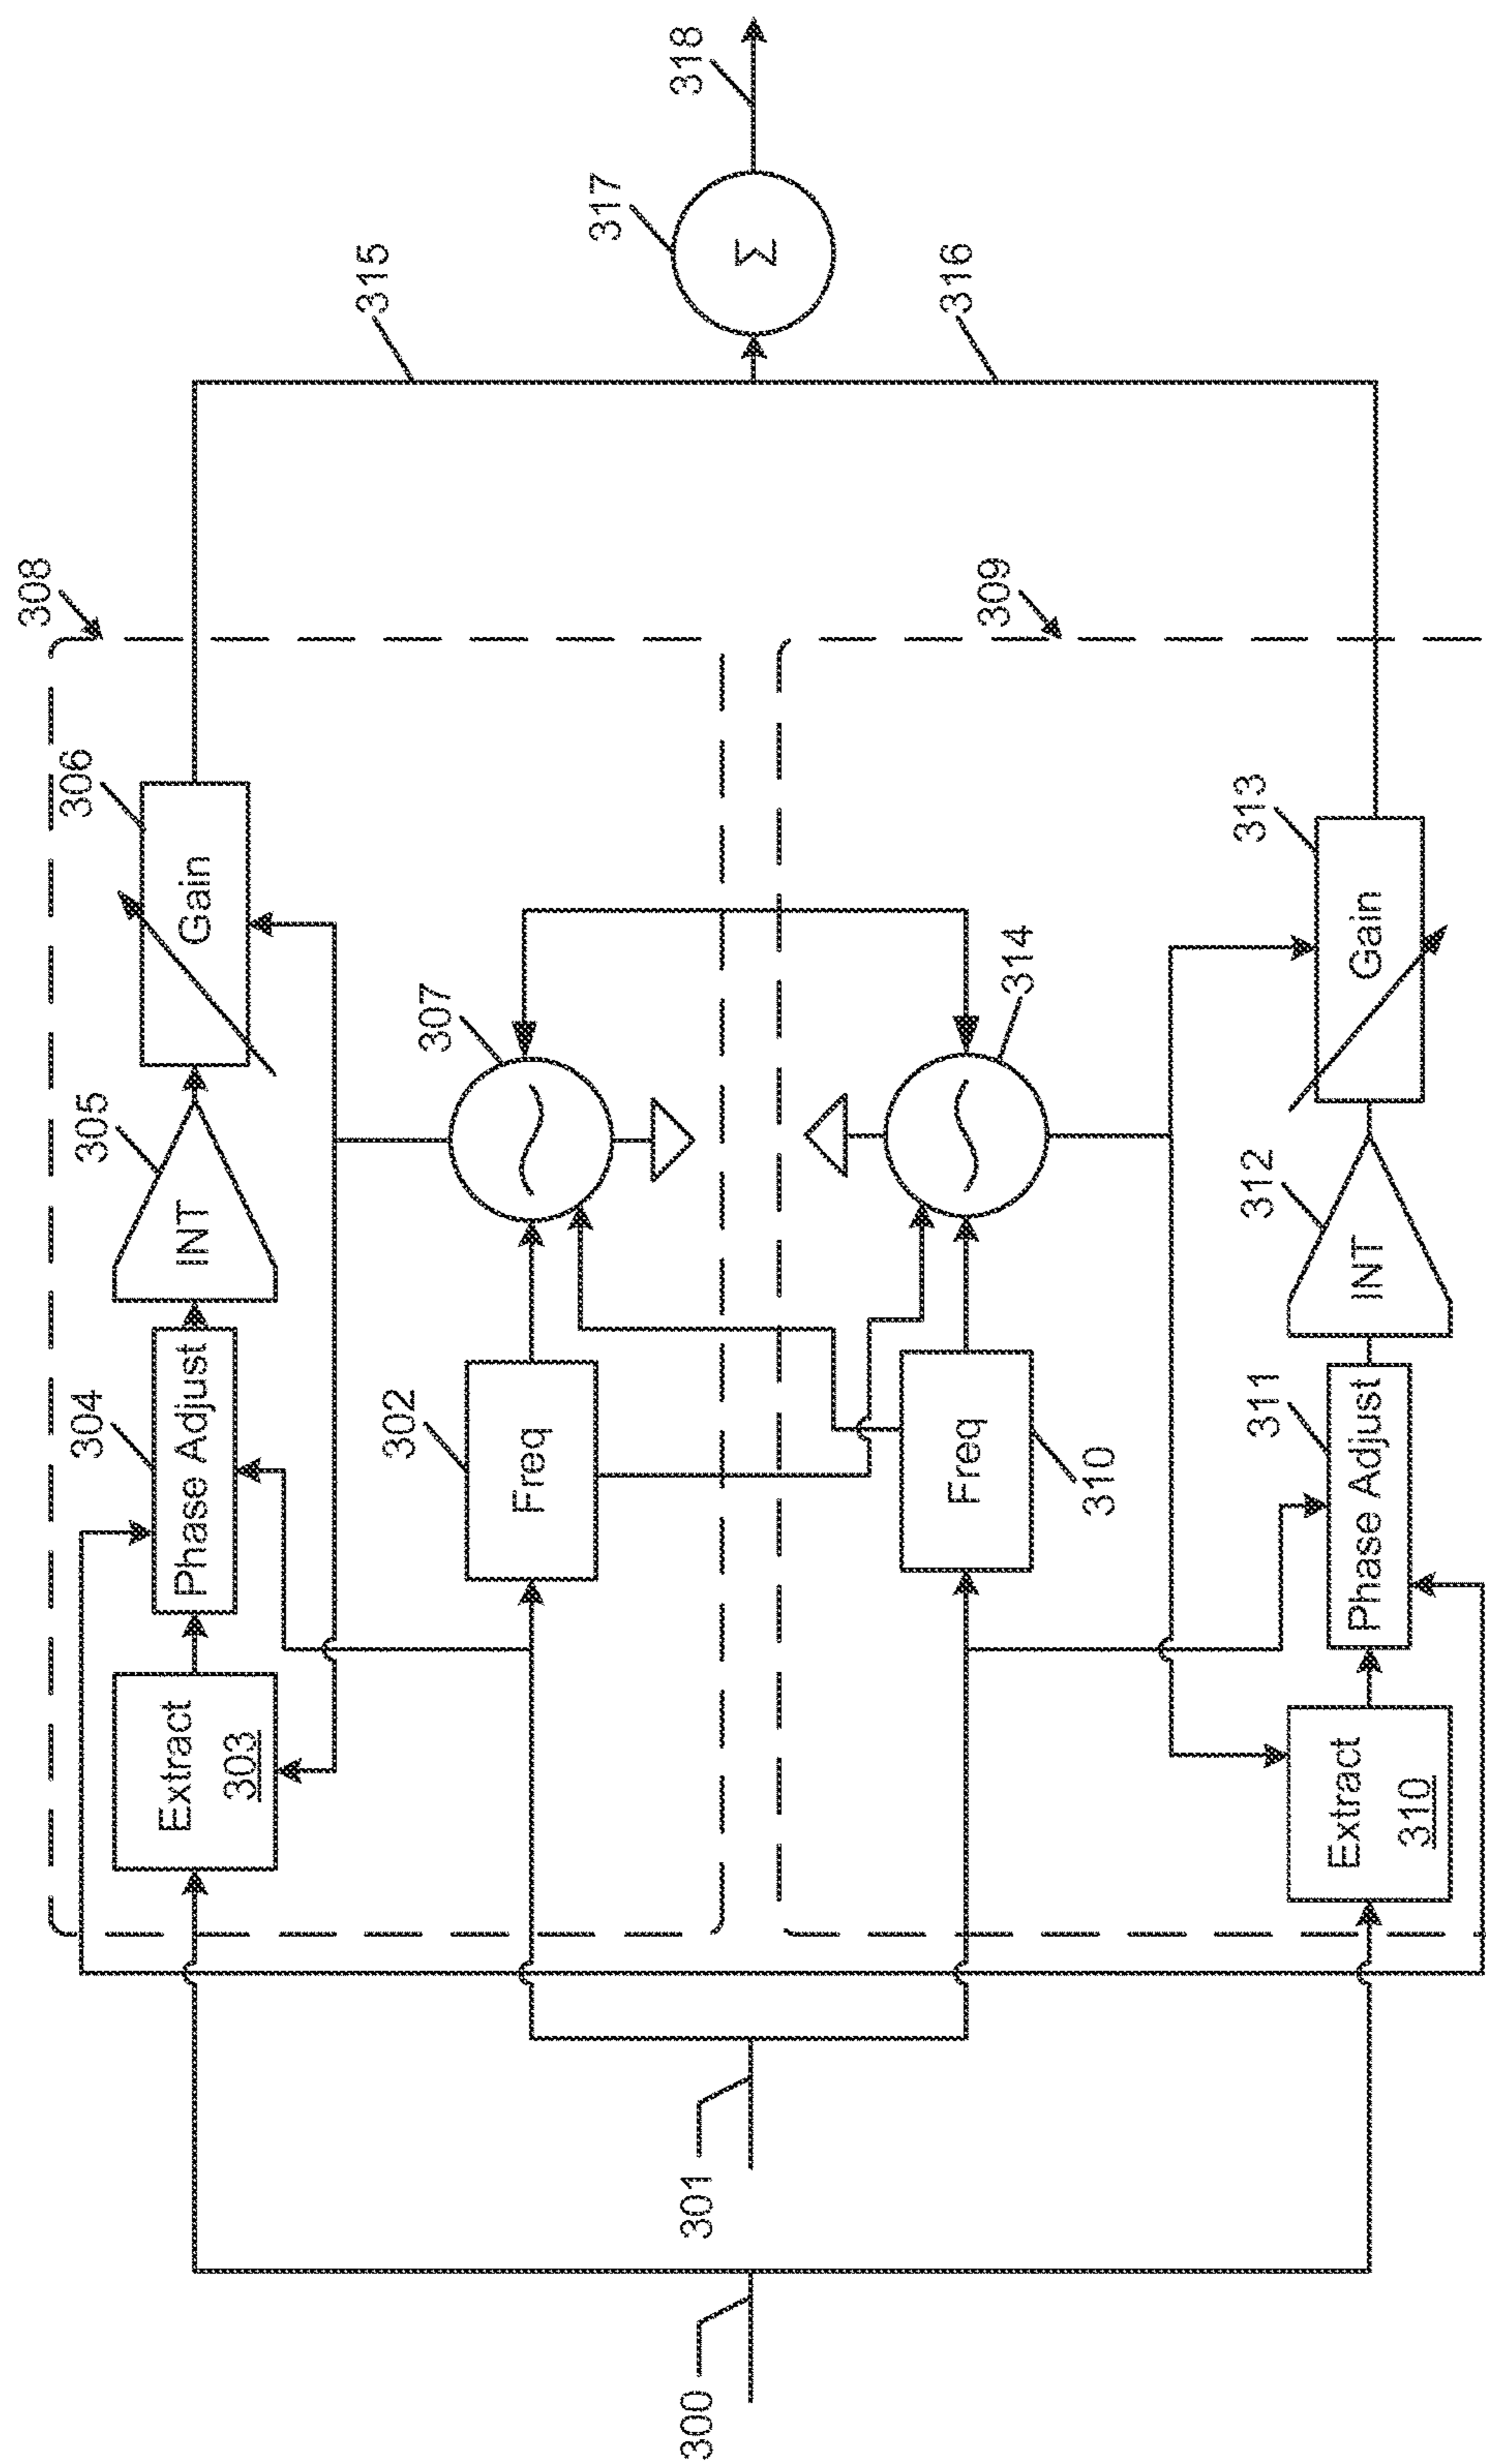 308
306
Gain
305
INT
304
Phase Adjust
Extract
303
307
302
Freq
315
317
Σ
318
316
309
314
Freq
310
313
Gain
312
INT
311
Phase Adjust
Extract
310
301
300